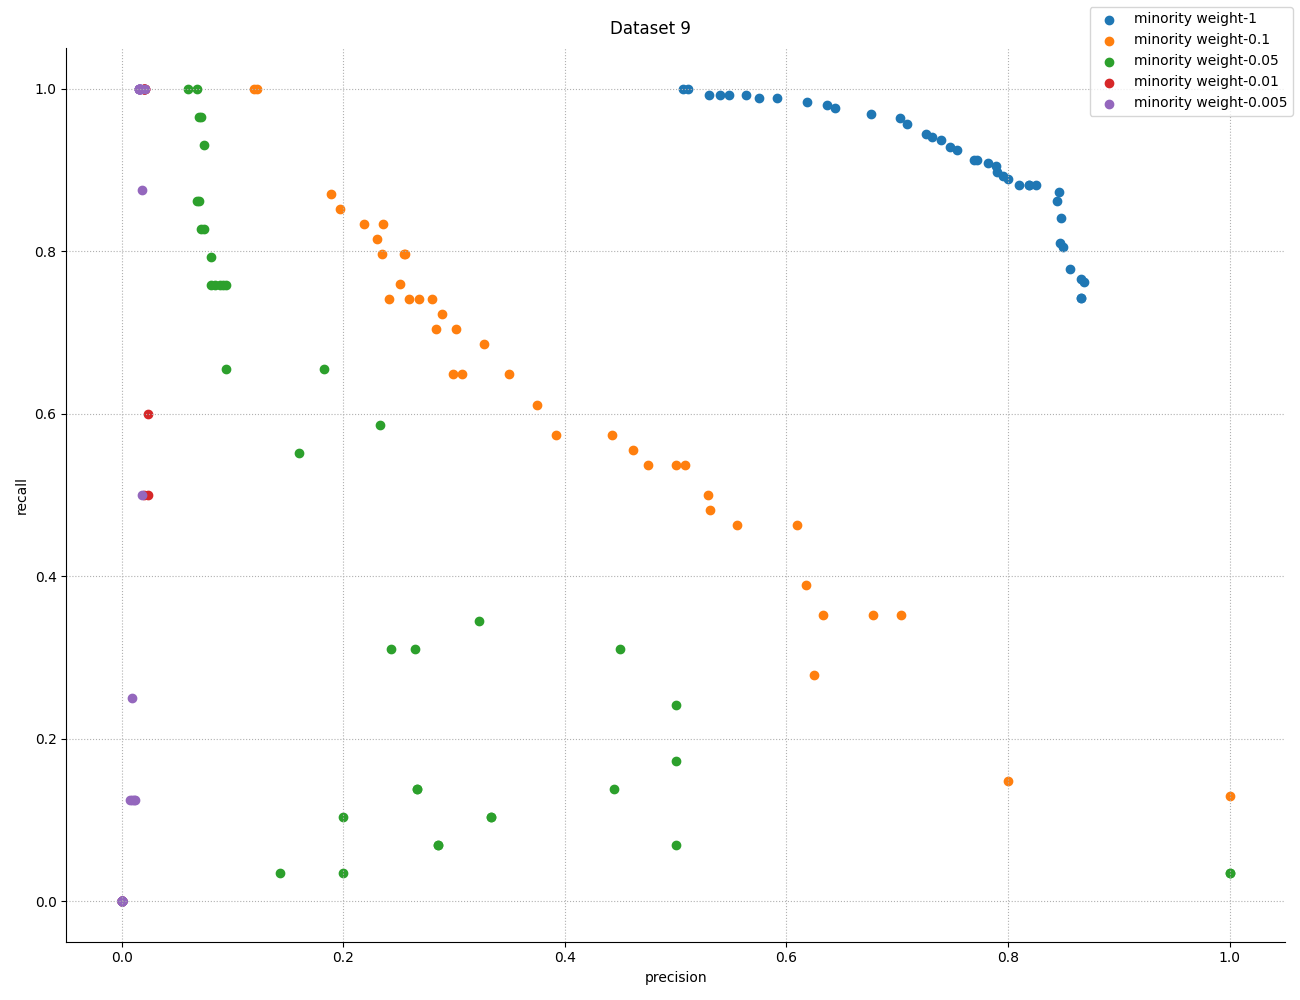 Dataset 9
minority weight-1
minority weight-0.1
minority weight-0.05
minority weight-0.01
minority weight-0.005
1.0
0.8
0.6
0.4
0.2
0.0
recall
0.0 0.2 0.4 0.6 0.8 1.0
precision